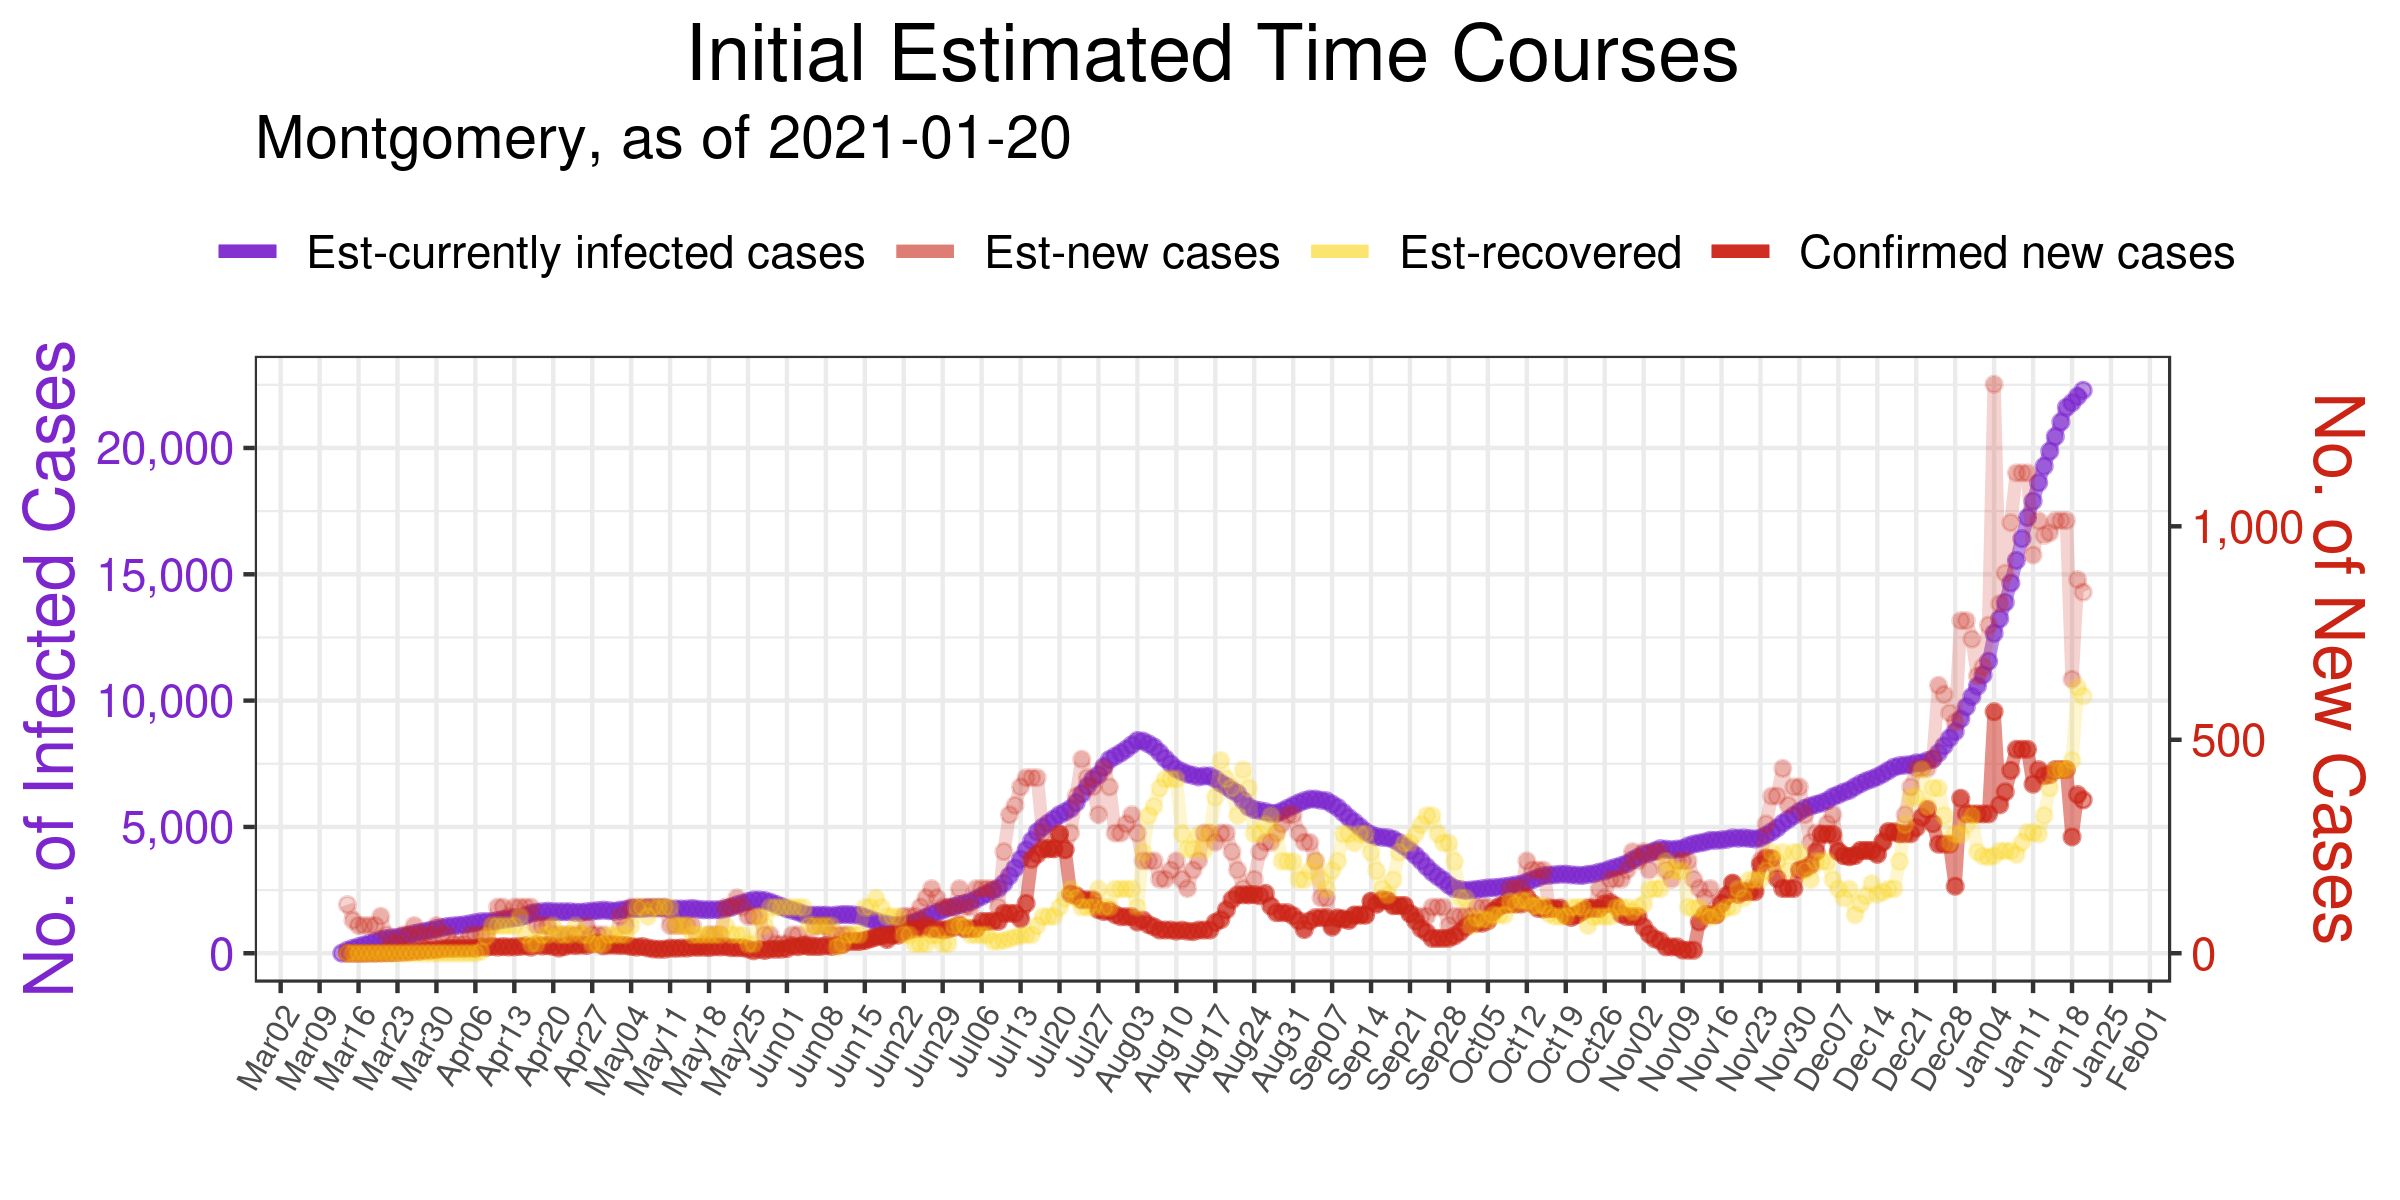 Initial Estimated Time Courses
Montgomery, as of 2021-01-20
Est-currently infected cases Est-new cases Est-recovered Confirmed new cases
No. of Infected Cases
20,000
15,000
10,000
5,000
0
1,000
500
0
No. of New Cases
Mar02 Mar09 Mar16 Mar23 Mar30 Apr06 Apr13 Apr20 Apr27 May04 May11 May18 May25 Jun01 Jun08 Jun15 Jun22 Jun29 Jul06 Jul13 Jul20 Jul27 Aug03 Aug10 Aug17 Aug24 Aug31 Sep07 Sep14 Sep21 Sep28 Oct05 Oct12 Oct19 Oct26 Nov02 Nov09 Nov16 Nov23 Nov30 Dec07 Dec14 Dec21 Dec28 Jan04 Jan11 Jan18 Jan25 Feb01